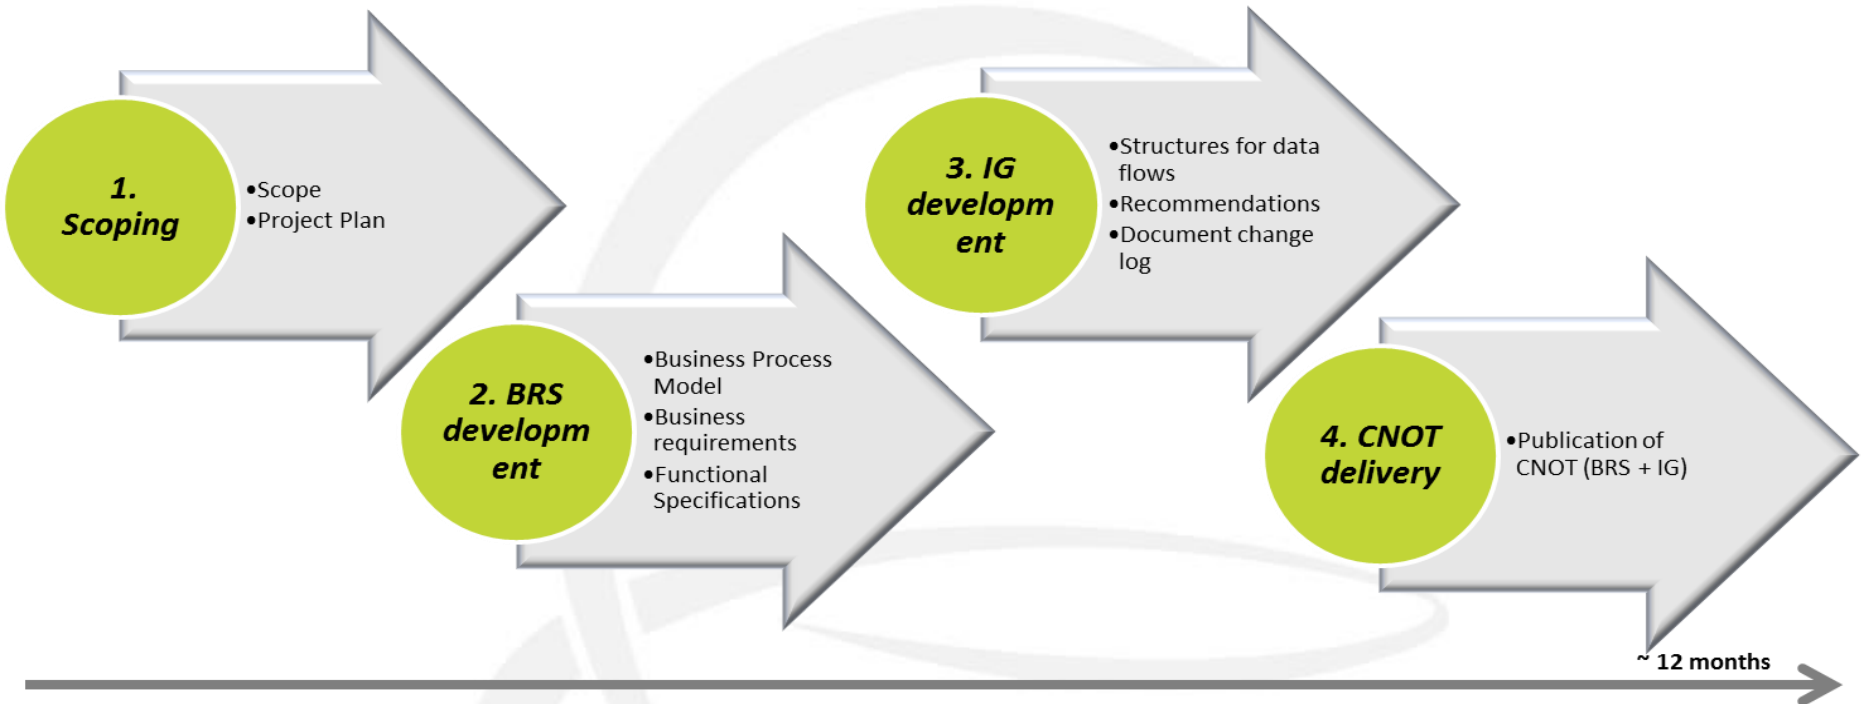 1.
Scoping
•Scope
•Project Plan
2. BRS
developm
ent
•Business Process
Model
•Business
requirements
•Functional
Specifications
3. IG
developm
ent
•Structures for data
flows
•Recommendations
•Document change
log
4. CNOT
delivery
•Publication of
CNOT (BRS + IG)
~ 12 months